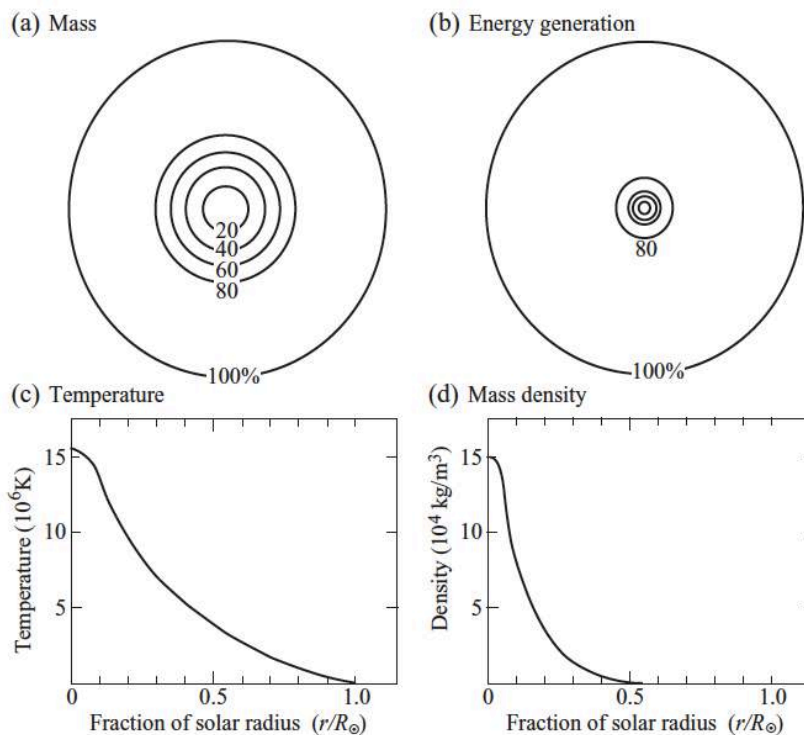 (a) Mass
(b) Energy generation
20
40
60
80
100%
80
100%
(c) Temperature
(d) Mass density
Temperature (10⁶K)
15
10
5
0
0.5
1.0
Fraction of solar radius (r/R☉)
Density (10⁴ kg/m³)
15
10
5
0
0.5
1.0
Fraction of solar radius (r/R☉)